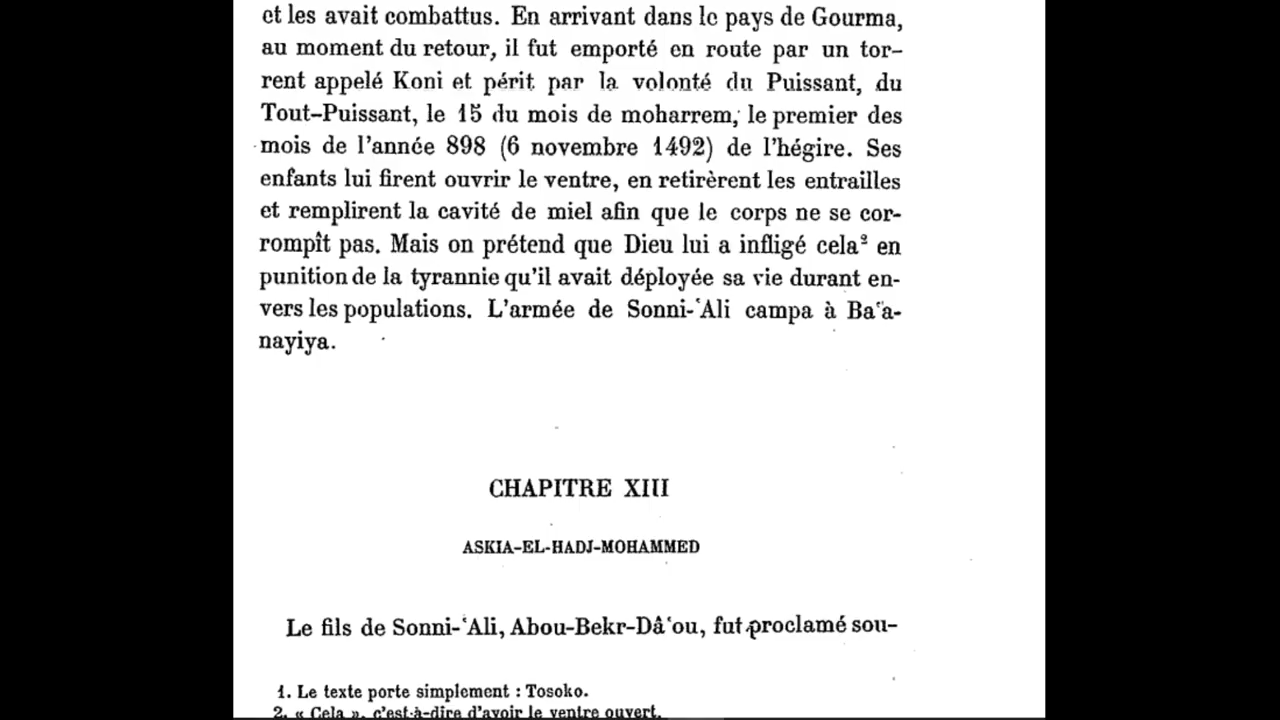 et les avait combattus. En arrivant dans le pays de Gourma,
au moment du retour, il fut emporté en route par un tor-
rent appelé Koni et périt par la volonté du Puissant, du
Tout-Puissant, le 15 du mois de moharrem, le premier des
mois de l'année 898 (6 novembre 1492) de l'hégire. Ses
enfants lui firent ouvrir le ventre, en retirèrent les entrailles
et remplirent la cavité de miel afin que le corps ne se cor-
rompît pas. Mais on prétend que Dieu lui a infligé cela² en
punition de la tyrannie qu'il avait déployée sa vie durant en-
vers les populations. L'armée de Sonni-ʿAli campa à Baʿa-
nayiya.
CHAPITRE XIII
ASKIA-EL-HADJ-MOHAMMED
Le fils de Sonni-ʿAli, Abou-Bekr-Dâʿou, fut proclamé sou-
1. Le texte porte simplement : Tosoko.
2. « Cela », c'est-à-dire d'avoir le ventre ouvert.